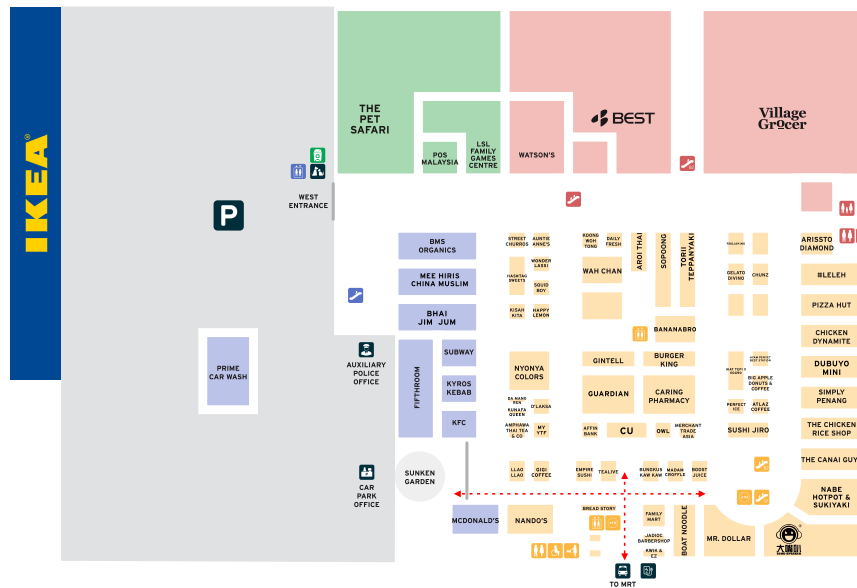 IKEA
THE
PET
SAFARI
POS
MALAYSIA
LSL
FAMILY
GAMES
CENTRE
WATSON'S
BEST
Village
Grocer
WEST
ENTRANCE
P
BMS
ORGANICS
MEE HIRIS
CHINA MUSLIM
BHAI
JIM JUM
STREET
CHURROS
AUNTIE
ANNE'S
WONDER
LASSI
HASHTAG
SWEETS
SQUID
BOY
KISAH
KITA
HAPPY
LEMON
KOONG
WOH
TONG
DAILY
FRESH
WAH CHAN
AROI THAI
SOPOONG
TORII
TEPPANYAKI
BANANABRO
GELATO
DIVINO
CHUNZ
ARISSTO
DIAMOND
#LELEH
PIZZA HUT
CHICKEN
DYNAMITE
DUBUYO
MINI
SIMPLY
PENANG
THE CHICKEN
RICE SHOP
THE CANAI GUY
NABE
HOTPOT &
SUKIYAKI
PRIME
CAR WASH
AUXILIARY
POLICE
OFFICE
FIFTHROOM
SUBWAY
KYROS
KEBAB
KFC
NYONYA
COLORS
DA MANG
REN
KUNAFA
QUEEN
D'LAKSA
AMPHAWA
THAI TEA
& CO
MY
YTF
GINTELL
BURGER
KING
GUARDIAN
CARING
PHARMACY
AFFIN
BANK
CU
OWL
MERCHANT
TRADE
ASIA
BIG APPLE
DONUTS &
COFFEE
PERFECT
ICE
ATLAZ
COFFEE
SUSHI JIRO
CAR
PARK
OFFICE
SUNKEN
GARDEN
LLAO
LLAO
GIGI
COFFEE
EMPIRE
SUSHI
TEALIVE
BUNGKUS
KAW KAW
MADAM
CROFFLE
BOOST
JUICE
MCDONALD'S
NANDO'S
BREAD STORY
FAMILY
MART
JADIOC
BARBERSHOP
KWIK &
EZ
BOAT NOODLE
MR. DOLLAR
大嘴叭
TO MRT